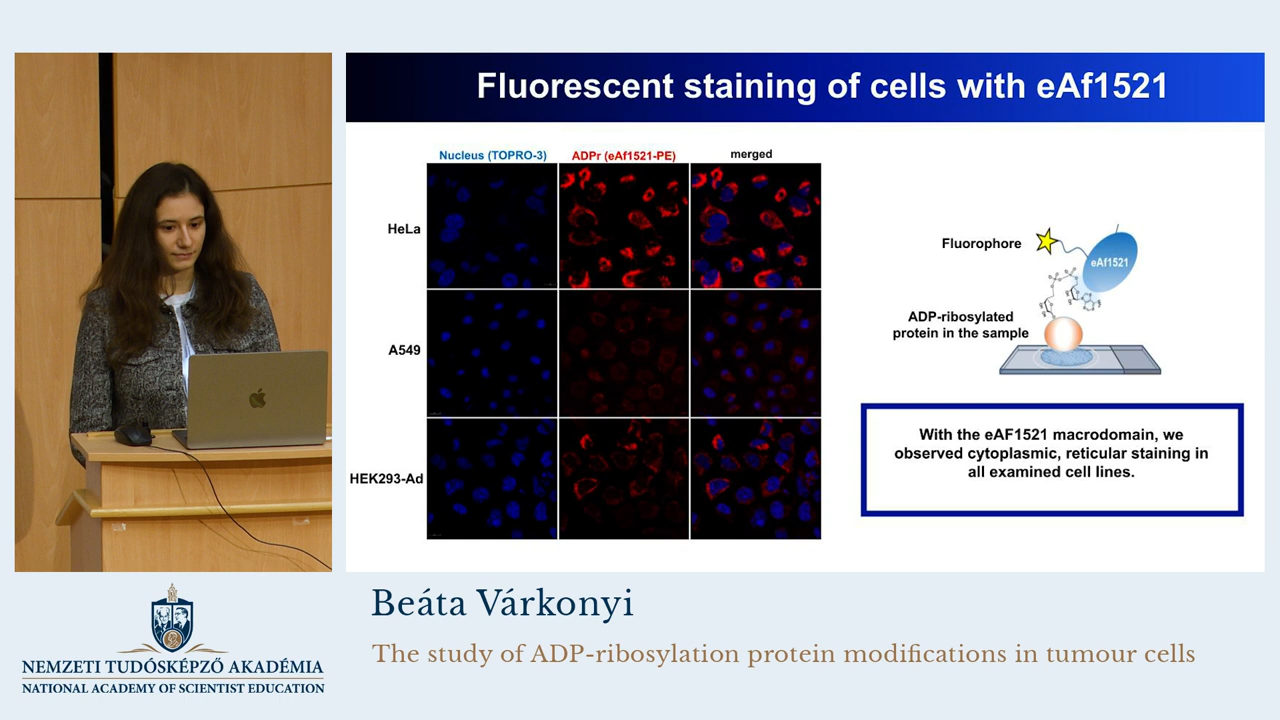 Fluorescent staining of cells with eAf1521
Nucleus (TOPRO-3)
ADPr (eAf1521-PE)
merged
HeLa
A549
HEK293-Ad
Fluorophore
eAf1521
ADP-ribosylated
protein in the sample
With the eAF1521 macrodomain, we
observed cytoplasmic, reticular staining in
all examined cell lines.
Beáta Várkonyi
The study of ADP-ribosylation protein modifications in tumour cells
NEMZETI TUDÓSKÉPZŐ AKADÉMIA
NATIONAL ACADEMY OF SCIENTIST EDUCATION